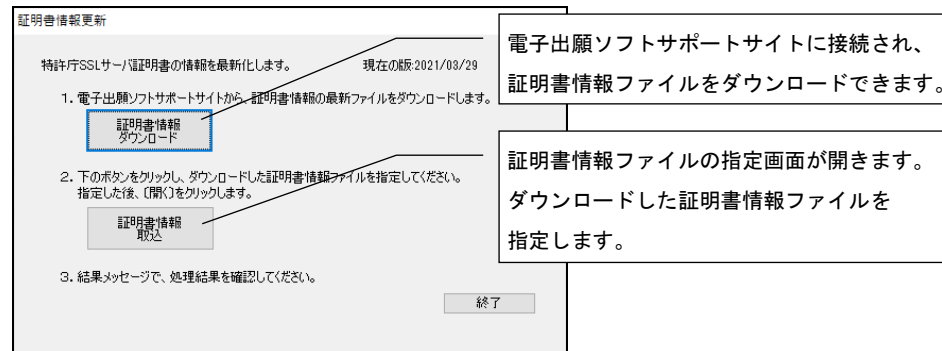 証明書情報更新
特許庁SSLサーバ証明書の情報を最新化します。 現在の版:2021/03/29
1. 電子出願ソフトサポートサイトから、証明書情報の最新ファイルをダウンロードします。
証明書情報
ダウンロード
2. 下のボタンをクリックし、ダウンロードした証明書情報ファイルを指定してください。
指定した後、〔開く〕をクリックします。
証明書情報
取込
3. 結果メッセージで、処理結果を確認してください。
終了
電子出願ソフトサポートサイトに接続され、
証明書情報ファイルをダウンロードできます。
証明書情報ファイルの指定画面が開きます。
ダウンロードした証明書情報ファイルを
指定します。